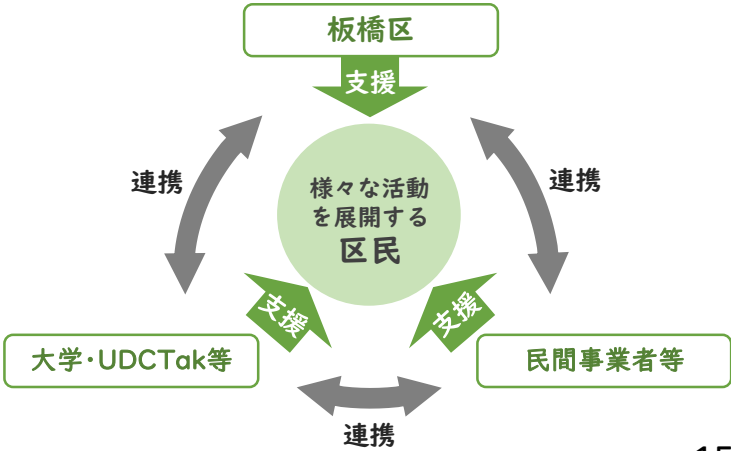 板橋区
支援
連携
連携
様々な活動
を展開する
区民
支援
支援
大学・UDCTak等
民間事業者等
連携